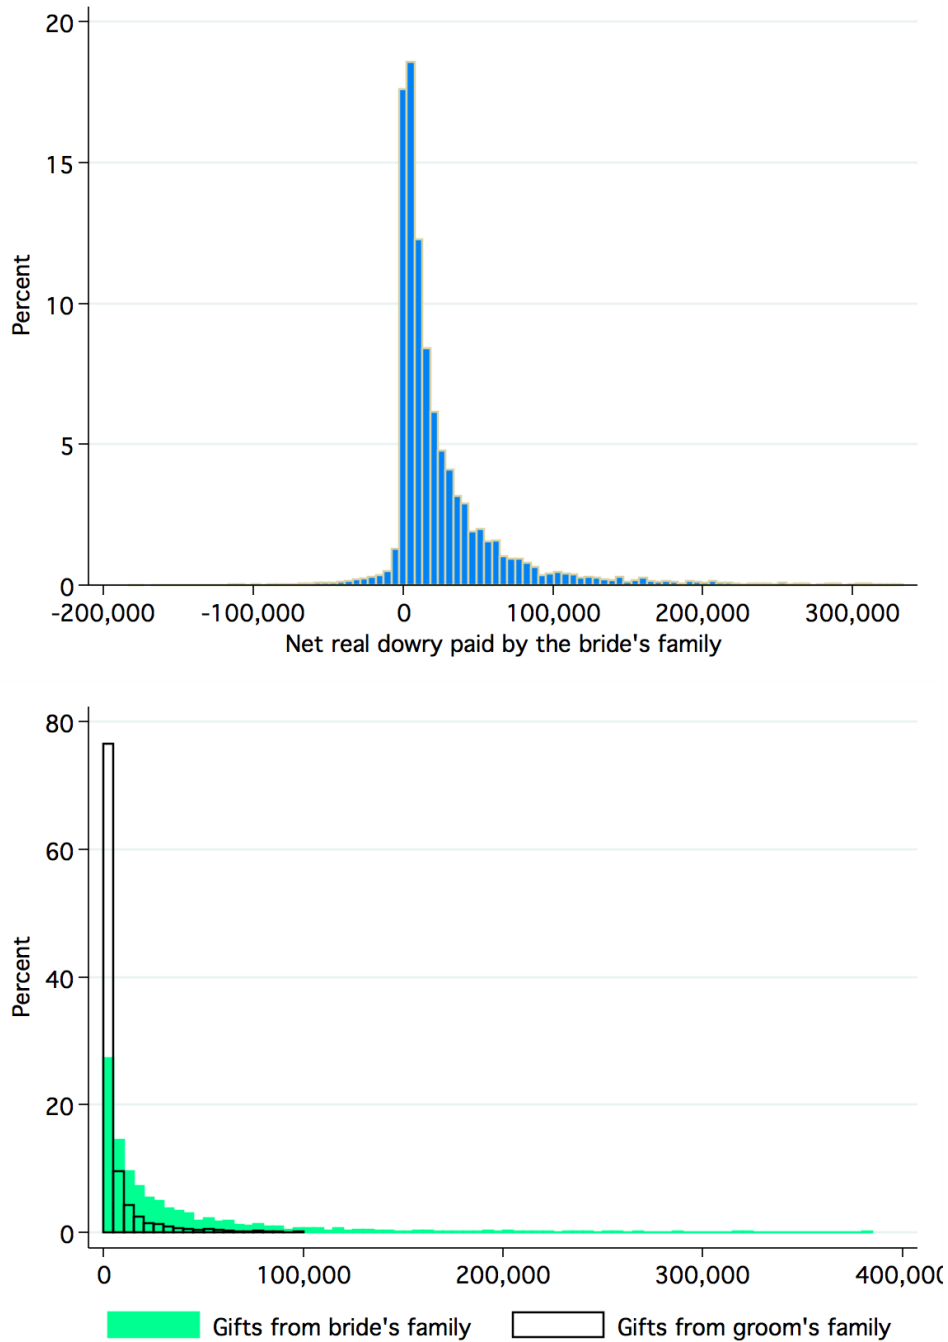 20
15
10
5
0
Percent
-200,000 -100,000 0 100,000 200,000 300,000
Net real dowry paid by the bride's family
80
60
40
20
0
Percent
0 100,000 200,000 300,000 400,000
Gifts from bride's family Gifts from groom's family